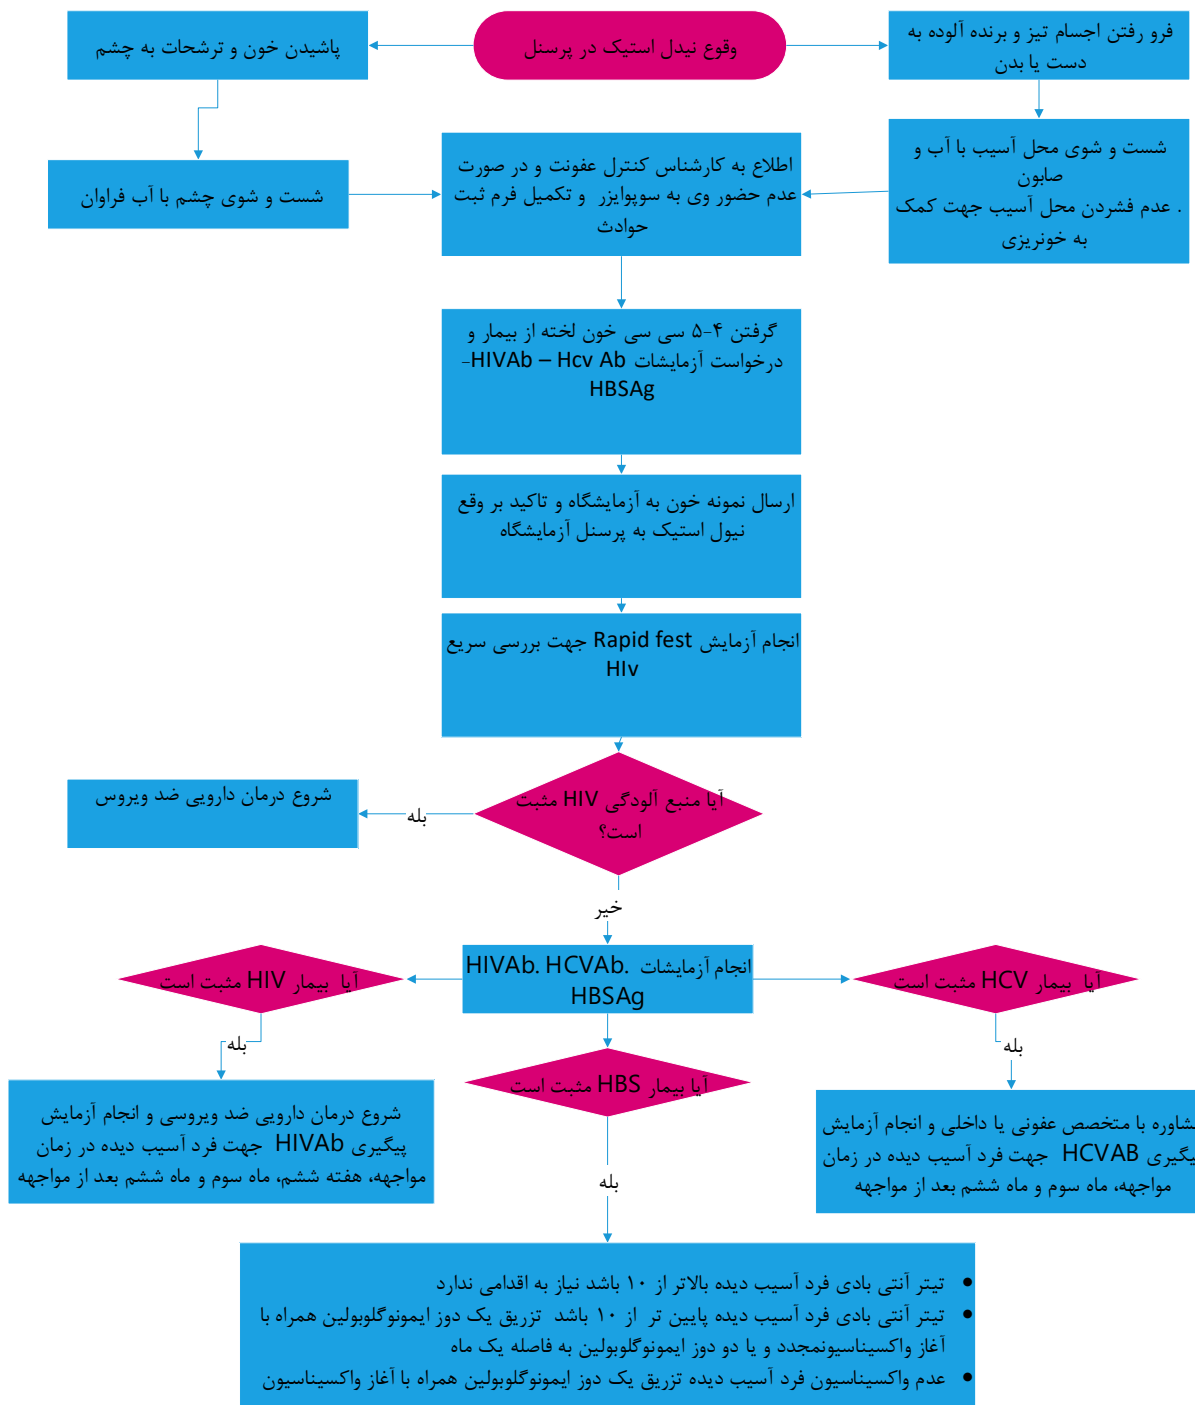 وقوع نیدل استیک در پرسنل
فرو رفتن اجسام تیز و برنده آلوده به
دست یا بدن
پاشیدن خون و ترشحات به چشم
شست و شوی محل آسیب با آب و
صابون
. عدم فشردن محل آسیب جهت کمک
به خونریزی
شست و شوی چشم با آب فراوان
اطلاع به کارشناس کنترل عفونت و در صورت
عدم حضور وی به سوپوایزر و تکمیل فرم ثبت
حوادث
گرفتن ۴-۵ سی سی خون لخته از بیمار و
درخواست آزمایشات HIVAb – Hcv Ab-
HBSAg
ارسال نمونه خون به آزمایشگاه و تاکید بر وقع
نیول استیک به پرسنل آزمایشگاه
انجام آزمایش Rapid fest جهت بررسی سریع
HIv
آیا منبع آلودگی HIV مثبت
است؟
بله
شروع درمان دارویی ضد ویروس
خیر
انجام آزمایشات HIVAb. HCVAb.
HBSAg
آیا بیمار HCV مثبت است
آیا بیمار HIV مثبت است
بله
بله
آیا بیمار HBS مثبت است
بله
شاوره با متخصص عفونی یا داخلی و انجام آزمایش
یگیری HCVAB جهت فرد آسیب دیده در زمان
مواجهه، ماه سوم و ماه ششم بعد از مواجهه
شروع درمان دارویی ضد ویروسی و انجام آزمایش
پیگیری HIVAb جهت فرد آسیب دیده در زمان
مواجهه، هفته ششم، ماه سوم و ماه ششم بعد از مواجهه
• تیتر آنتی بادی فرد آسیب دیده بالاتر از ۱۰ باشد نیاز به اقدامی ندارد
• تیتر آنتی بادی فرد آسیب دیده پایین تر از ۱۰ باشد تزریق یک دوز ایمونوگلوبولین همراه با
آغاز واکسیناسیونمجدد و یا دو دوز ایمونوگلوبولین به فاصله یک ماه
• عدم واکسیناسیون فرد آسیب دیده تزریق یک دوز ایمونوگلوبولین همراه با آغاز واکسیناسیون